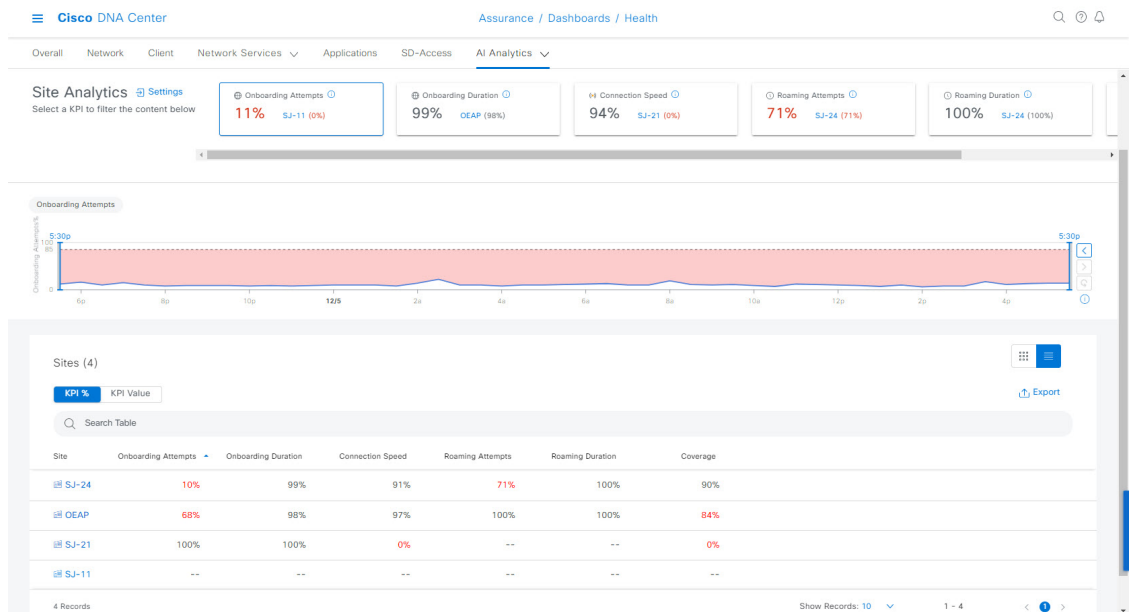 Cisco DNA Center
Assurance / Dashboards / Health
Overall Network Client Network Services Applications SD-Access AI Analytics
Site Analytics Settings
Select a KPI to filter the content below
Onboarding Attempts
11% SJ-11 (0%)
Onboarding Duration
99% OEAP (98%)
Connection Speed
94% SJ-21 (0%)
Roaming Attempts
71% SJ-24 (71%)
Roaming Duration
100% SJ-24 (100%)
Onboarding Attempts
Onboarding Attempts%
5:30p 5:30p
100
85
0
6p 8p 10p 12/5 2a 4a 6a 8a 10a 12p 2p 4p
Sites (4)
KPI % KPI Value
Export
Search Table
Site Onboarding Attempts Onboarding Duration Connection Speed Roaming Attempts Roaming Duration Coverage
SJ-24 10% 99% 91% 71% 100% 90%
OEAP 68% 98% 97% 100% 100% 84%
SJ-21 100% 100% 0% -- -- 0%
SJ-11 -- -- -- -- -- --
4 Records Show Records: 10 1 - 4 1